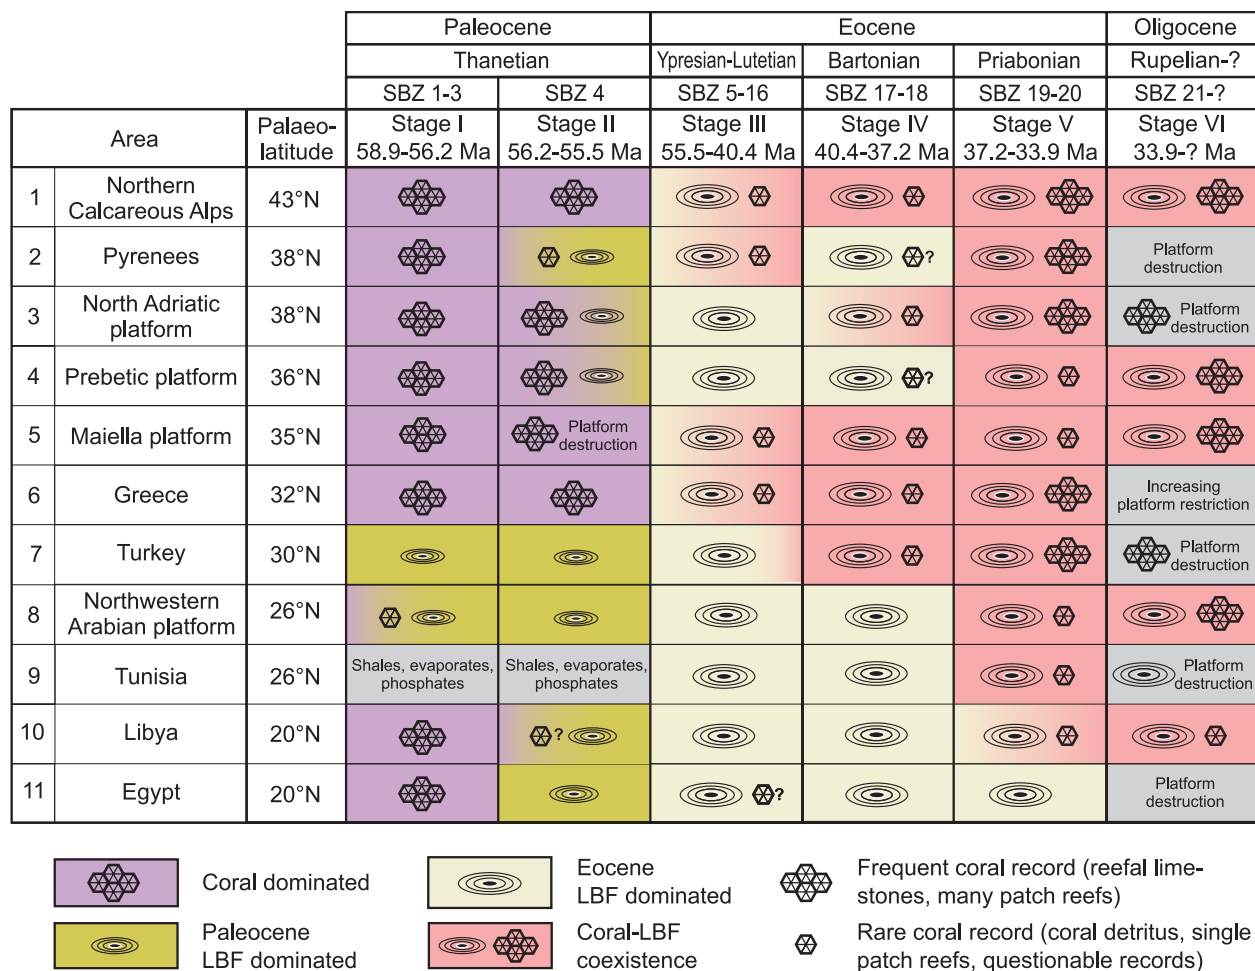 Paleocene Eocene Oligocene
Thanetian Ypresian-Lutetian Bartonian Priabonian Rupelian-?
SBZ 1-3 SBZ 4 SBZ 5-16 SBZ 17-18 SBZ 19-20 SBZ 21-?
Area Palaeo-
latitude Stage I Stage II Stage III Stage IV Stage V Stage VI
58.9-56.2 Ma 56.2-55.5 Ma 55.5-40.4 Ma 40.4-37.2 Ma 37.2-33.9 Ma 33.9-? Ma
1 Northern
Calcareous Alps 43°N
2 Pyrenees 38°N ? Platform
destruction
3 North Adriatic
platform 38°N Platform
destruction
4 Prebetic platform 36°N ?
5 Maiella platform 35°N Platform
destruction
6 Greece 32°N Increasing
platform restriction
7 Turkey 30°N Platform
destruction
8 Northwestern
Arabian platform 26°N
9 Tunisia 26°N Shales, evaporates,
phosphates Shales, evaporates,
phosphates Platform
destruction
10 Libya 20°N ?
11 Egypt 20°N ? Platform
destruction
Coral dominated
Paleocene
LBF dominated
Eocene
LBF dominated
Coral-LBF
coexistence
Frequent coral record (reefal lime-
stones, many patch reefs)
Rare coral record (coral detritus, single
patch reefs, questionable records)